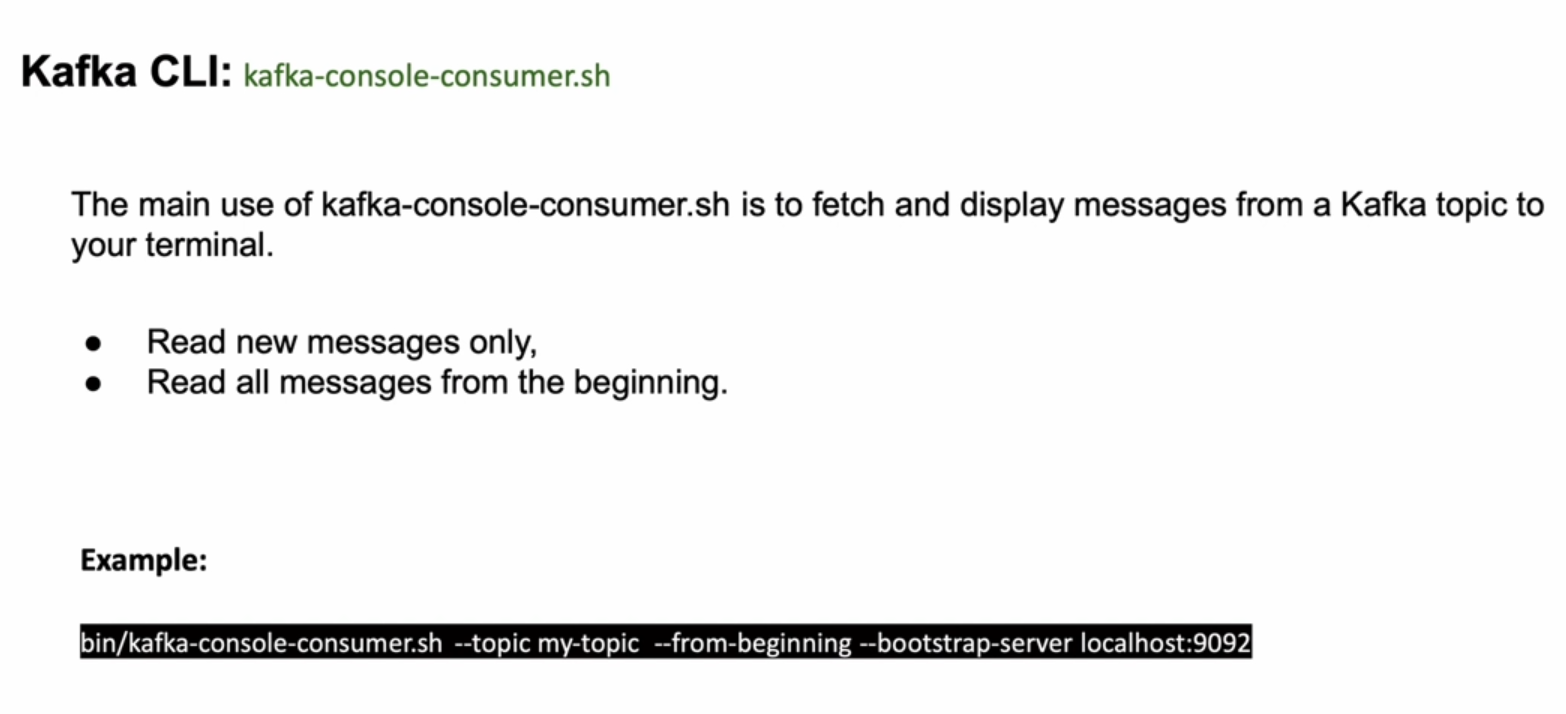 Kafka CLI: kafka-console-consumer.sh
The main use of kafka-console-consumer.sh is to fetch and display messages from a Kafka topic to
your terminal.
● Read new messages only,
● Read all messages from the beginning.
Example:
bin/kafka-console-consumer.sh --topic my-topic --from-beginning --bootstrap-server localhost:9092